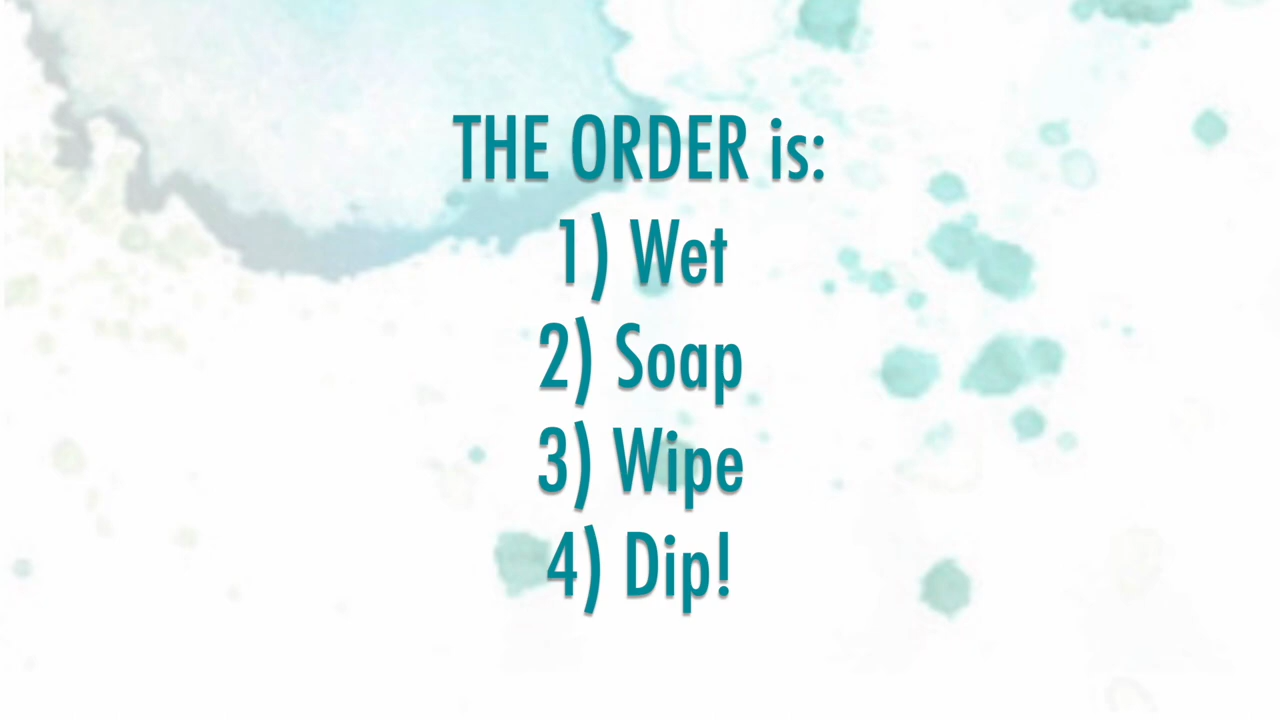 THE ORDER is:
1) Wet
2) Soap
3) Wipe
4) Dip!